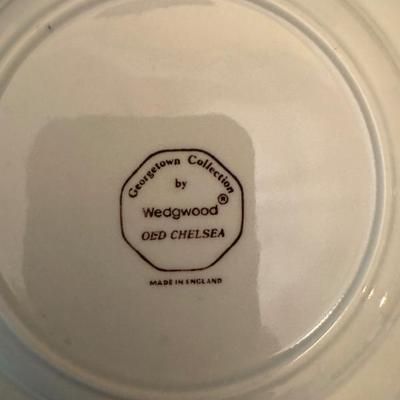 Georgetown Collection
by
Wedgwood®
OLD CHELSEA
MADE IN ENGLAND